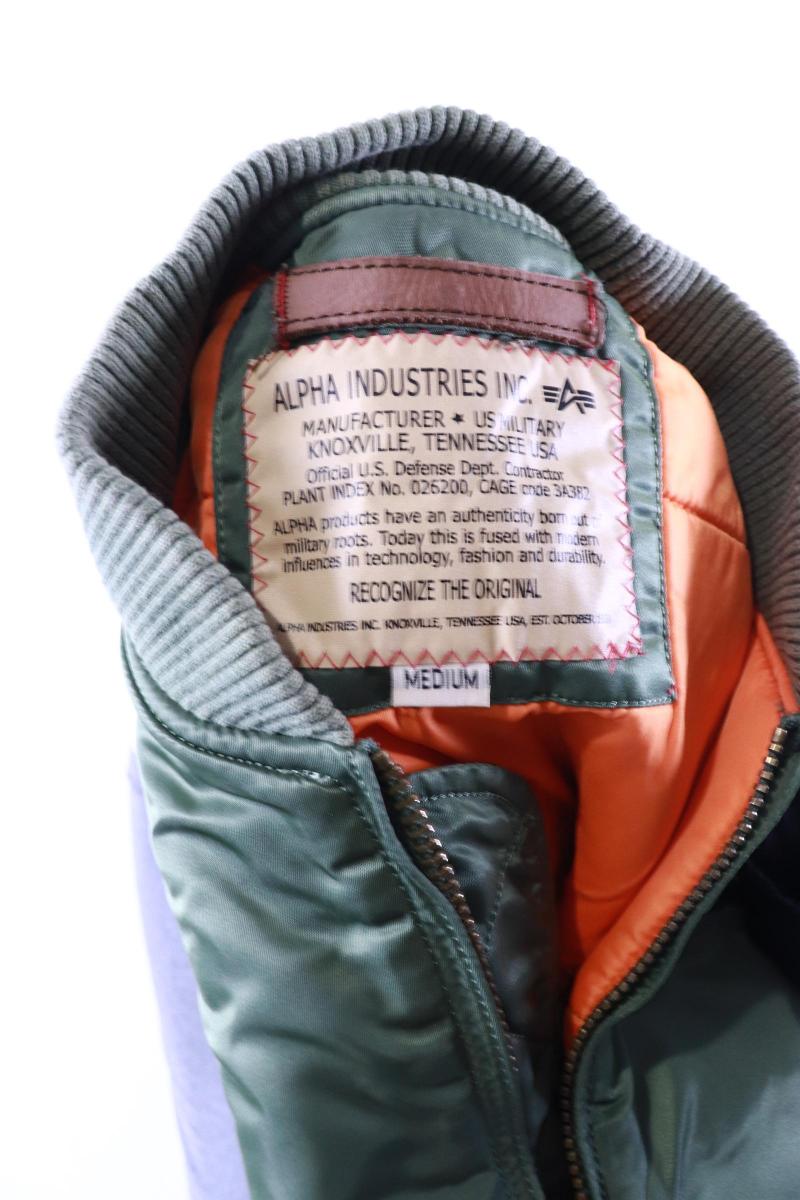 ALPHA INDUSTRIES INC.
MANUFACTURER ★ US MILITARY
KNOXVILLE, TENNESSEE USA
Official U.S. Defense Dept. Contractor
PLANT INDEX No. 026200, CAGE code 3A382
ALPHA products have an authenticity born out of
military roots. Today this is fused with modern
influences in technology, fashion and durability.
RECOGNIZE THE ORIGINAL
ALPHA INDUSTRIES INC. KNOXVILLE, TENNESSEE USA, EST. OCTOBER
MEDIUM